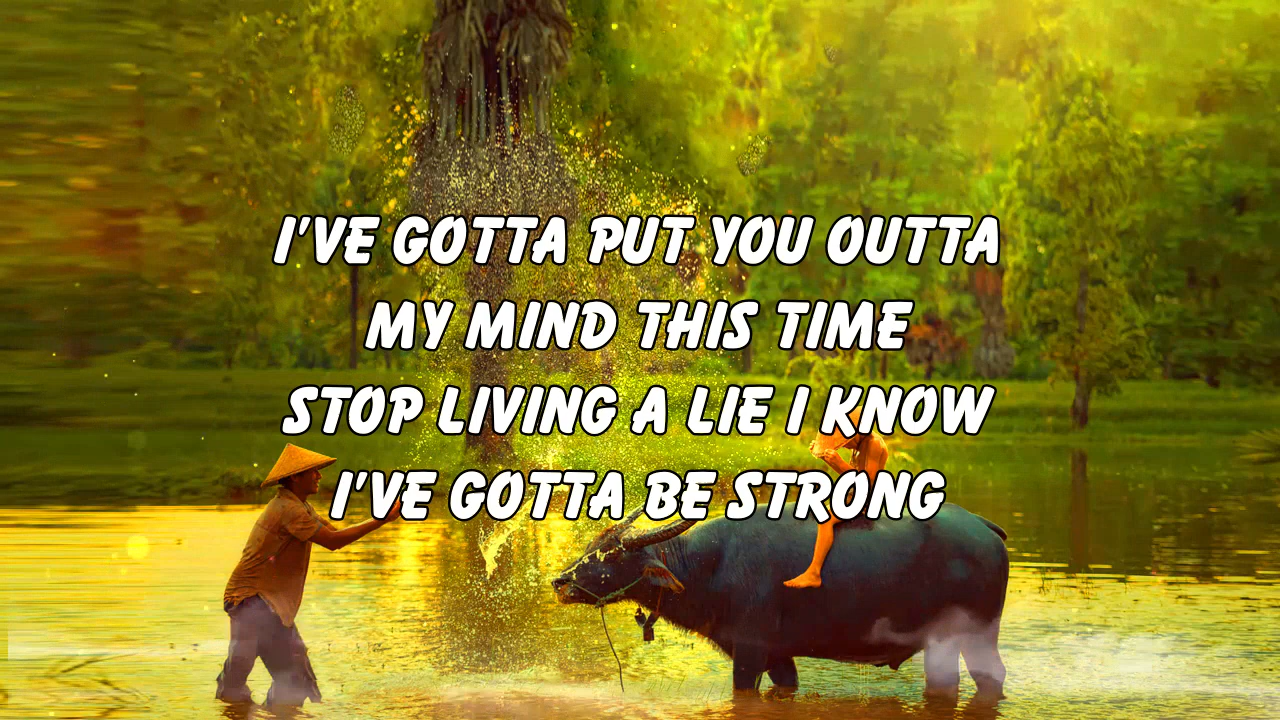 I'VE GOTTA PUT YOU OUTTA
MY MIND THIS TIME
STOP LIVING A LIE I KNOW
I'VE GOTTA BE STRONG